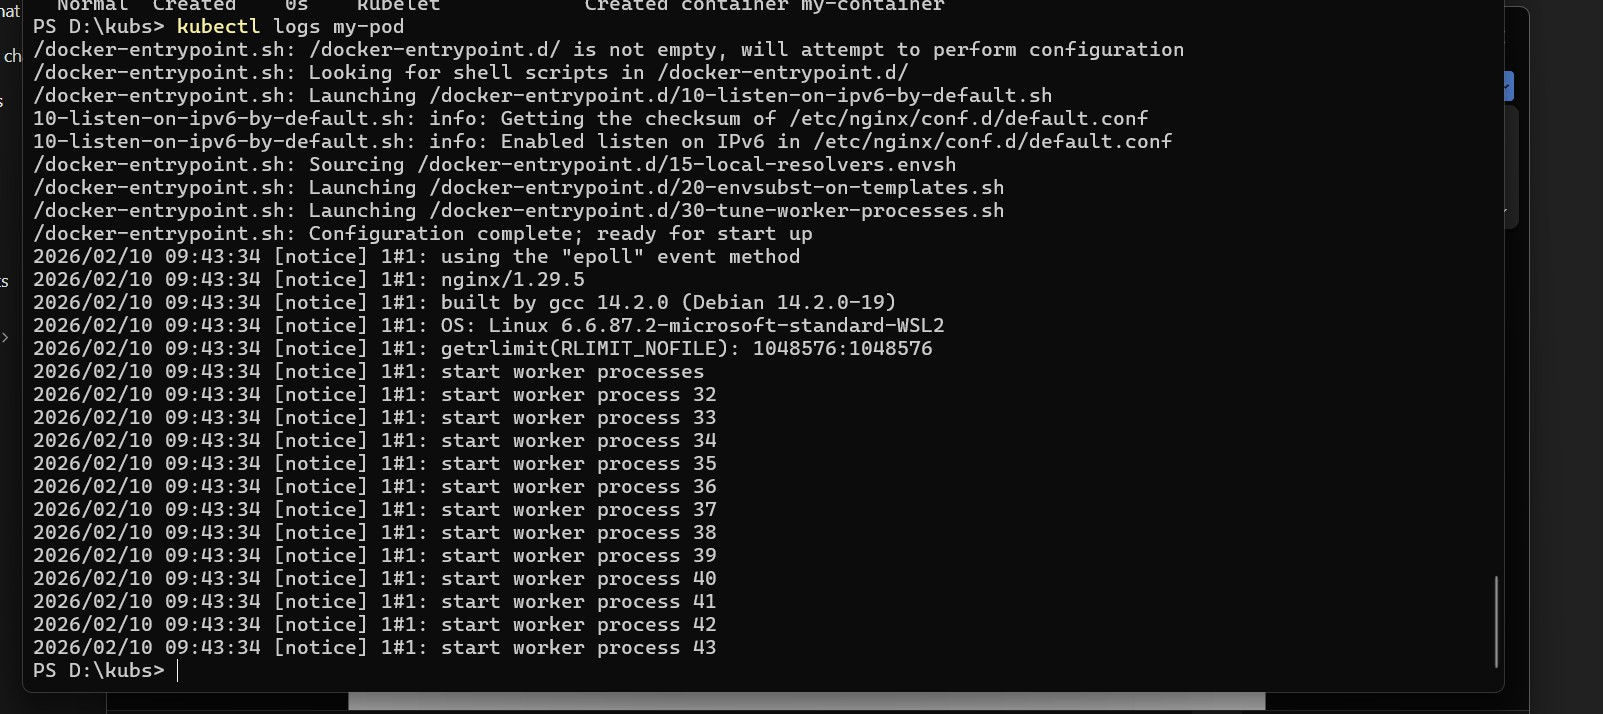 Normal  Created    0s    kubelet            Created container my-container
PS D:\kubs> kubectl logs my-pod
/docker-entrypoint.sh: /docker-entrypoint.d/ is not empty, will attempt to perform configuration
/docker-entrypoint.sh: Looking for shell scripts in /docker-entrypoint.d/
/docker-entrypoint.sh: Launching /docker-entrypoint.d/10-listen-on-ipv6-by-default.sh
10-listen-on-ipv6-by-default.sh: info: Getting the checksum of /etc/nginx/conf.d/default.conf
10-listen-on-ipv6-by-default.sh: info: Enabled listen on IPv6 in /etc/nginx/conf.d/default.conf
/docker-entrypoint.sh: Sourcing /docker-entrypoint.d/15-local-resolvers.envsh
/docker-entrypoint.sh: Launching /docker-entrypoint.d/20-envsubst-on-templates.sh
/docker-entrypoint.sh: Launching /docker-entrypoint.d/30-tune-worker-processes.sh
/docker-entrypoint.sh: Configuration complete; ready for start up
2026/02/10 09:43:34 [notice] 1#1: using the "epoll" event method
2026/02/10 09:43:34 [notice] 1#1: nginx/1.29.5
2026/02/10 09:43:34 [notice] 1#1: built by gcc 14.2.0 (Debian 14.2.0-19)
2026/02/10 09:43:34 [notice] 1#1: OS: Linux 6.6.87.2-microsoft-standard-WSL2
2026/02/10 09:43:34 [notice] 1#1: getrlimit(RLIMIT_NOFILE): 1048576:1048576
2026/02/10 09:43:34 [notice] 1#1: start worker processes
2026/02/10 09:43:34 [notice] 1#1: start worker process 32
2026/02/10 09:43:34 [notice] 1#1: start worker process 33
2026/02/10 09:43:34 [notice] 1#1: start worker process 34
2026/02/10 09:43:34 [notice] 1#1: start worker process 35
2026/02/10 09:43:34 [notice] 1#1: start worker process 36
2026/02/10 09:43:34 [notice] 1#1: start worker process 37
2026/02/10 09:43:34 [notice] 1#1: start worker process 38
2026/02/10 09:43:34 [notice] 1#1: start worker process 39
2026/02/10 09:43:34 [notice] 1#1: start worker process 40
2026/02/10 09:43:34 [notice] 1#1: start worker process 41
2026/02/10 09:43:34 [notice] 1#1: start worker process 42
2026/02/10 09:43:34 [notice] 1#1: start worker process 43
PS D:\kubs>